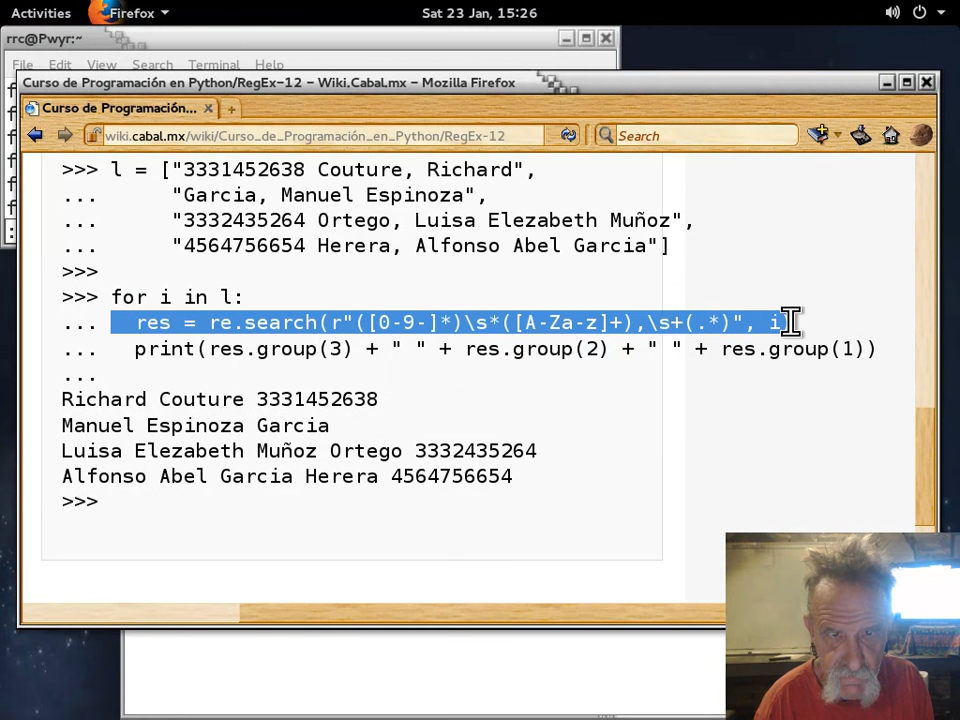 Activities Firefox Sat 23 Jan, 15:26
rrc@Pwyr:~
File Edit View Search Terminal Help
Curso de Programación en Python/RegEx-12 – Wiki.Cabal.mx – Mozilla Firefox
Curso de Programación...
wiki.cabal.mx/wiki/Curso_de_Programación_en_Python/RegEx-12 Search
>>> l = ["3331452638 Couture, Richard",
... "Garcia, Manuel Espinoza",
... "3332435264 Ortego, Luisa Elezabeth Muñoz",
... "4564756654 Herera, Alfonso Abel Garcia"]
>>>
>>> for i in l:
... res = re.search(r"([0-9-]*)\s*([A-Za-z]+),\s+(.*)", i)
... print(res.group(3) + " " + res.group(2) + " " + res.group(1))
...
Richard Couture 3331452638
Manuel Espinoza Garcia
Luisa Elezabeth Muñoz Ortego 3332435264
Alfonso Abel Garcia Herera 4564756654
>>>